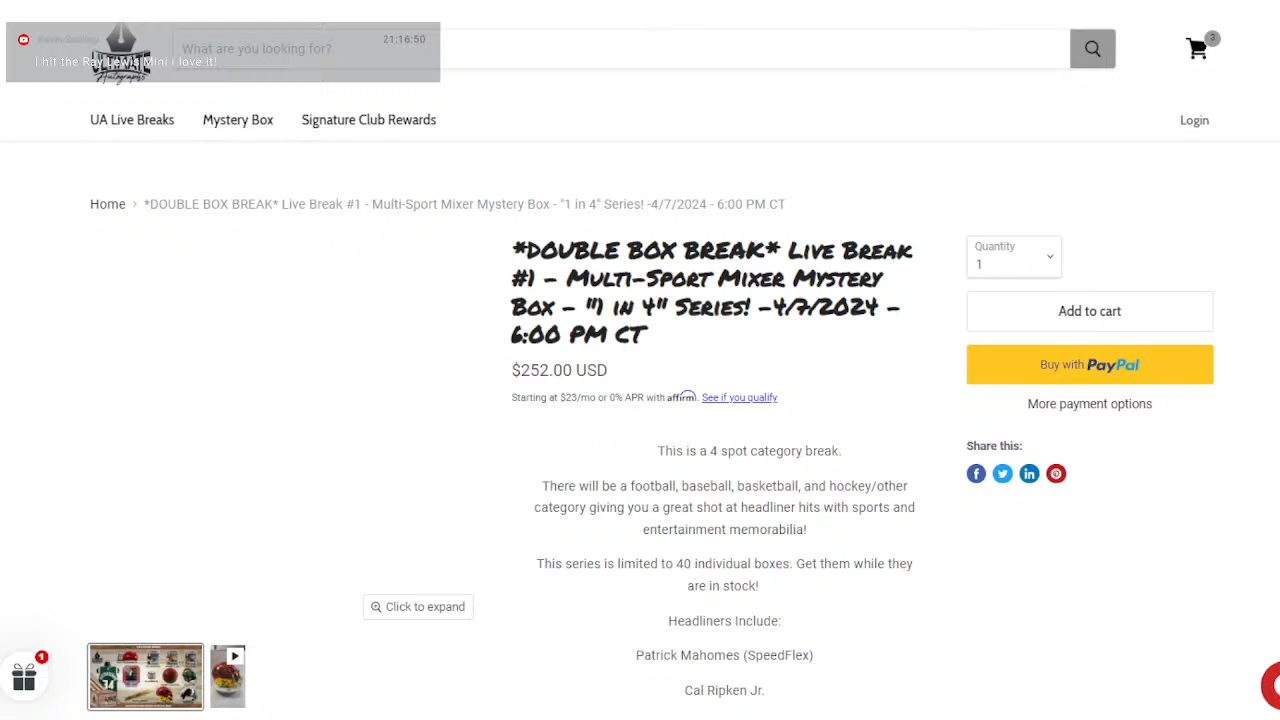 21:16:50
I hit the Ray Lewis Mini i love it!
What are you looking for?
3
UA Live Breaks
Mystery Box
Signature Club Rewards
Login
Home › *DOUBLE BOX BREAK* Live Break #1 - Multi-Sport Mixer Mystery Box - "1 in 4" Series! -4/7/2024 - 6:00 PM CT
*DOUBLE BOX BREAK* Live Break
#1 - Multi-Sport Mixer Mystery
Box - "1 in 4" Series! -4/7/2024 -
6:00 PM CT
$252.00 USD
Starting at $23/mo or 0% APR with affirm. See if you qualify
This is a 4 spot category break.
There will be a football, baseball, basketball, and hockey/other
category giving you a great shot at headliner hits with sports and
entertainment memorabilia!
This series is limited to 40 individual boxes. Get them while they
are in stock!
Headliners Include:
Patrick Mahomes (SpeedFlex)
Cal Ripken Jr.
Quantity
1
Add to cart
Buy with PayPal
More payment options
Share this:
Click to expand
1
34